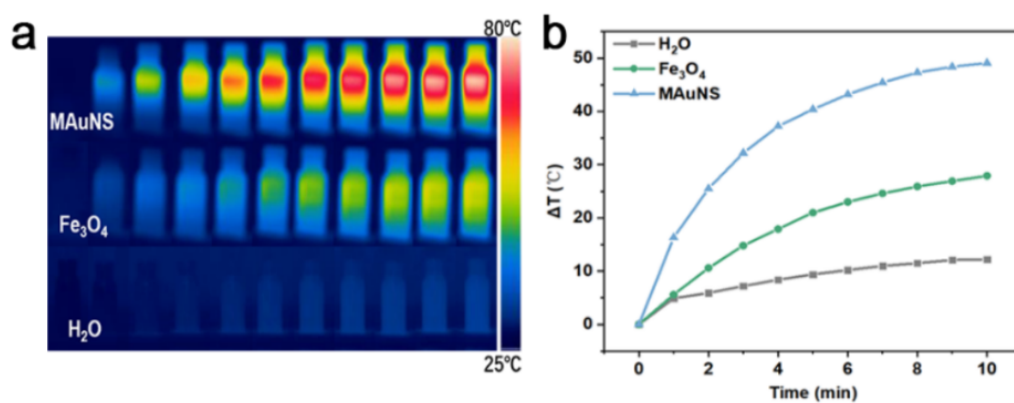 a
80℃
MAuNS
Fe₃O₄
H₂O
25℃
b
H₂O
Fe₃O₄
MAuNS
50
40
30
20
10
0
ΔT (℃)
0
2
4
6
8
10
Time (min)